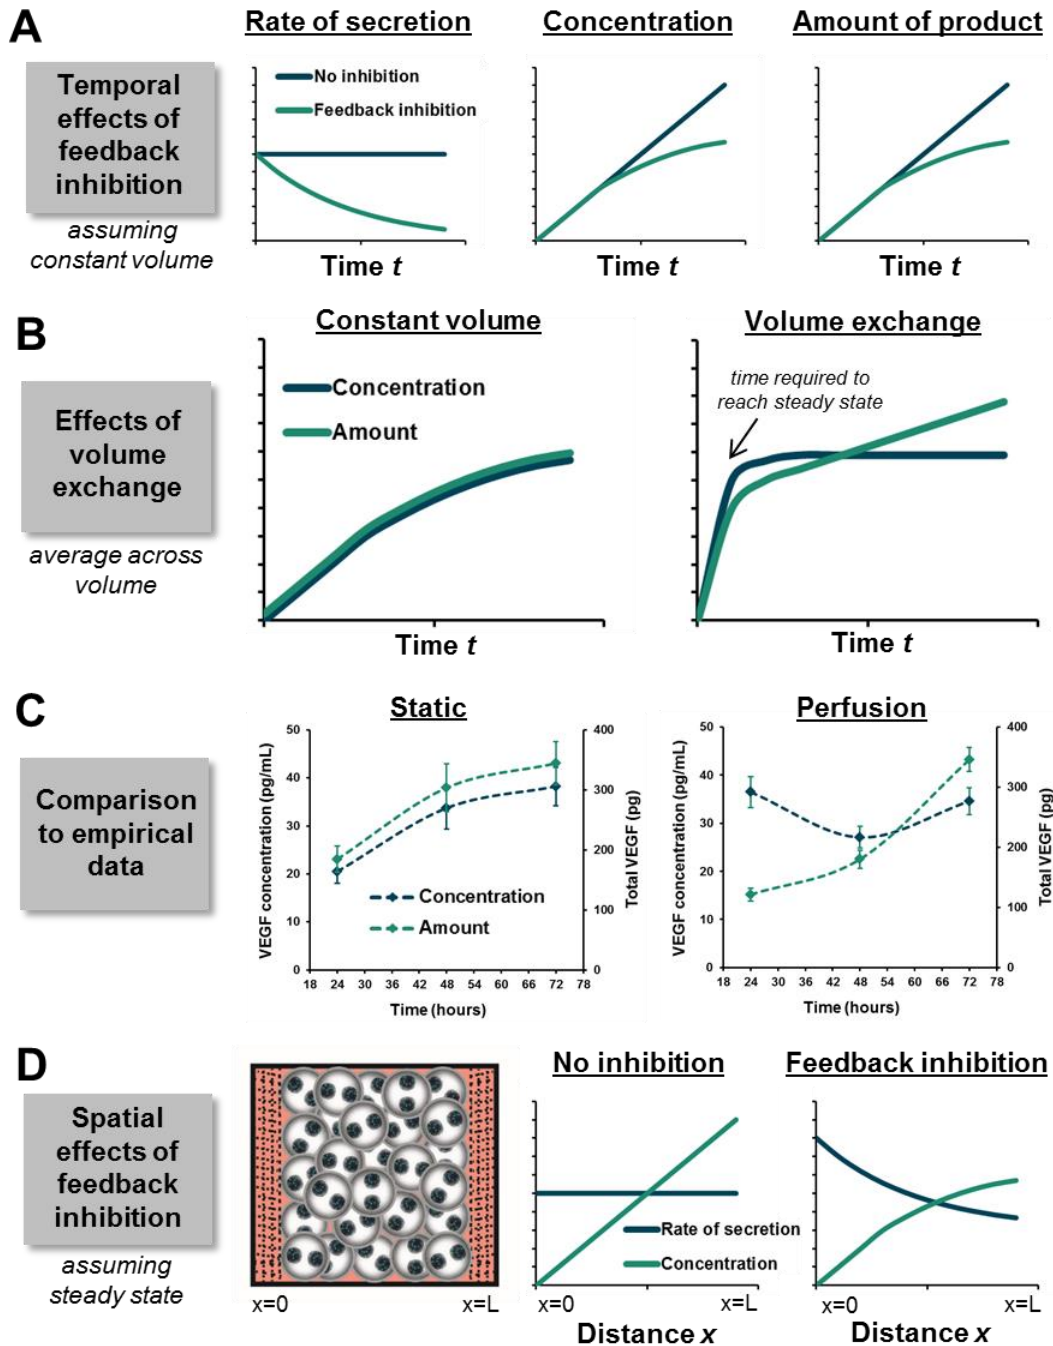 A
Rate of secretion
Concentration
Amount of product
Temporal
effects of
feedback
inhibition
assuming
constant volume
No inhibition
Feedback inhibition
Time t
Time t
Time t
B
Constant volume
Volume exchange
Effects of
volume
exchange
average across
volume
Concentration
Amount
time required to
reach steady state
Time t
Time t
C
Static
Perfusion
Comparison
to empirical
data
VEGF concentration (pg/mL)
50
40
30
20
10
0
400
300
200
100
0
Total VEGF (pg)
Concentration
Amount
18 24 30 36 42 48 54 60 66 72 78
Time (hours)
VEGF concentration (pg/mL)
50
40
30
20
10
0
400
300
200
100
0
Total VEGF (pg)
18 24 30 36 42 48 54 60 66 72 78
Time (hours)
D
No inhibition
Feedback inhibition
Spatial
effects of
feedback
inhibition
assuming
steady state
x=0
x=L
Rate of secretion
Concentration
x=0
x=L
Distance x
x=0
x=L
Distance x